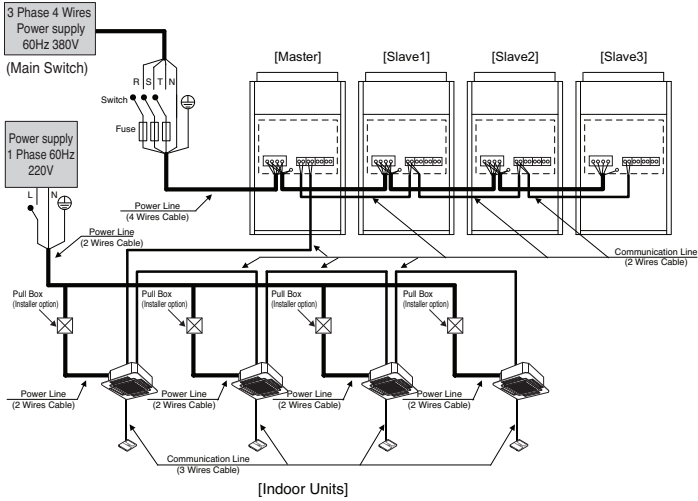 3 Phase 4 Wires
Power supply
60Hz 380V
(Main Switch)
[Master]
[Slave1]
[Slave2]
[Slave3]
R S T N
Switch
Fuse
Power supply
1 Phase 60Hz
220V
L N
Power Line
(4 Wires Cable)
Power Line
(2 Wires Cable)
Communication Line
(2 Wires Cable)
Pull Box
(Installer option)
Pull Box
(Installer option)
Pull Box
(Installer option)
Pull Box
(Installer option)
Power Line
(2 Wires Cable)
Power Line
(2 Wires Cable)
Power Line
(2 Wires Cable)
Power Line
(2 Wires Cable)
Communication Line
(3 Wires Cable)
[Indoor Units]